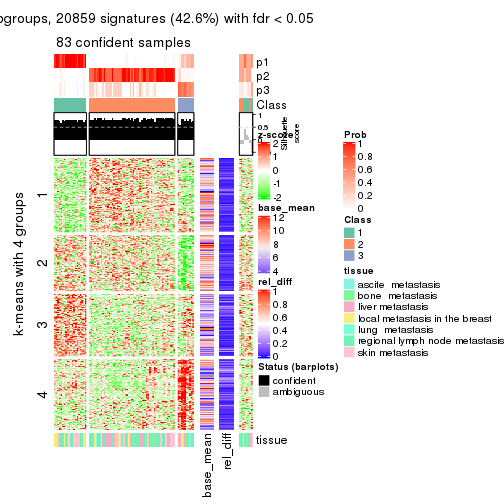 ogroups, 20859 signatures (42.6%) with fdr < 0.05
83 confident samples
p1
p2
p3
Class
1
0.5
0
Silhouette
score
k-means with 4 groups
1
2
3
4
tissue
base_mean
rel_diff
z-score
2
1
0
-1
-2
base_mean
12
10
8
6
4
rel_diff
1
0.8
0.6
0.4
0.2
0
Status (barplots)
confident
ambiguous
Prob
1
0.8
0.6
0.4
0.2
0
Class
1
2
3
tissue
ascite metastasis
bone metastasis
liver metastasis
local metastasis in the breast
lung metastasis
regional lymph node metastasis
skin metastasis